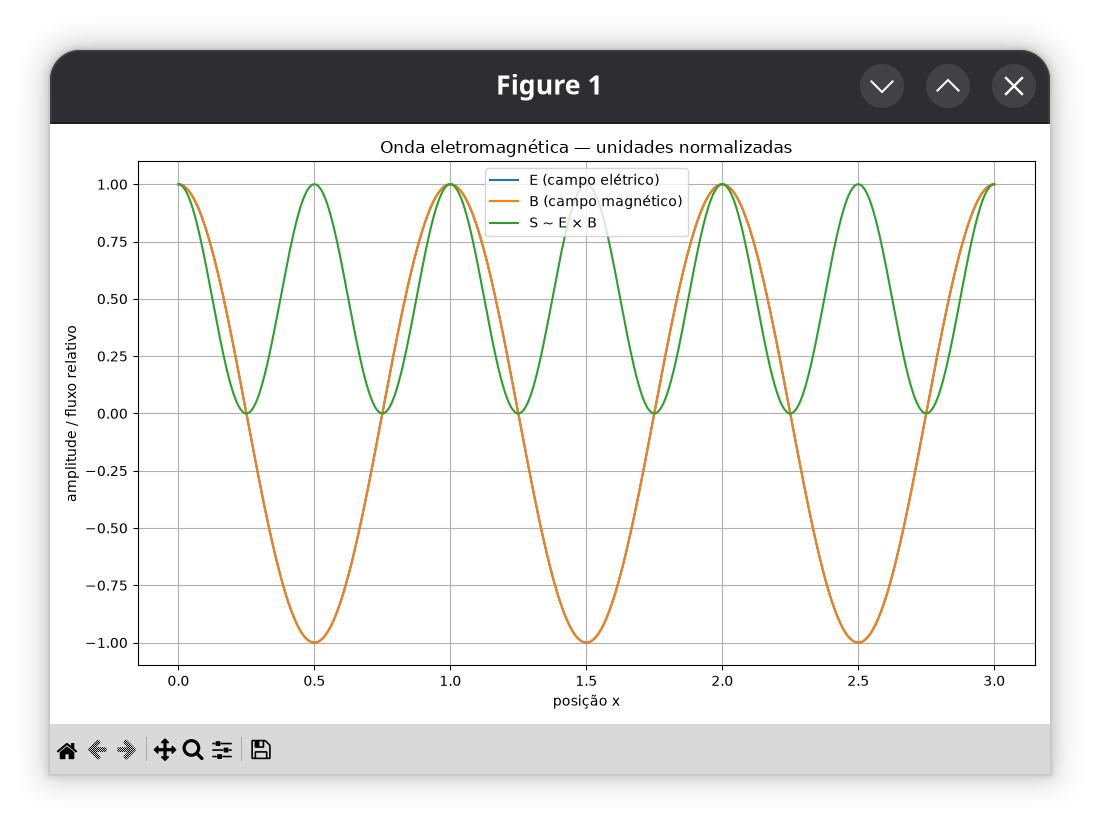 Figure 1
Onda eletromagnética — unidades normalizadas
E (campo elétrico)
B (campo magnético)
S ~ E × B
amplitude / fluxo relativo
1.00
0.75
0.50
0.25
0.00
−0.25
−0.50
−0.75
−1.00
0.0 0.5 1.0 1.5 2.0 2.5 3.0
posição x